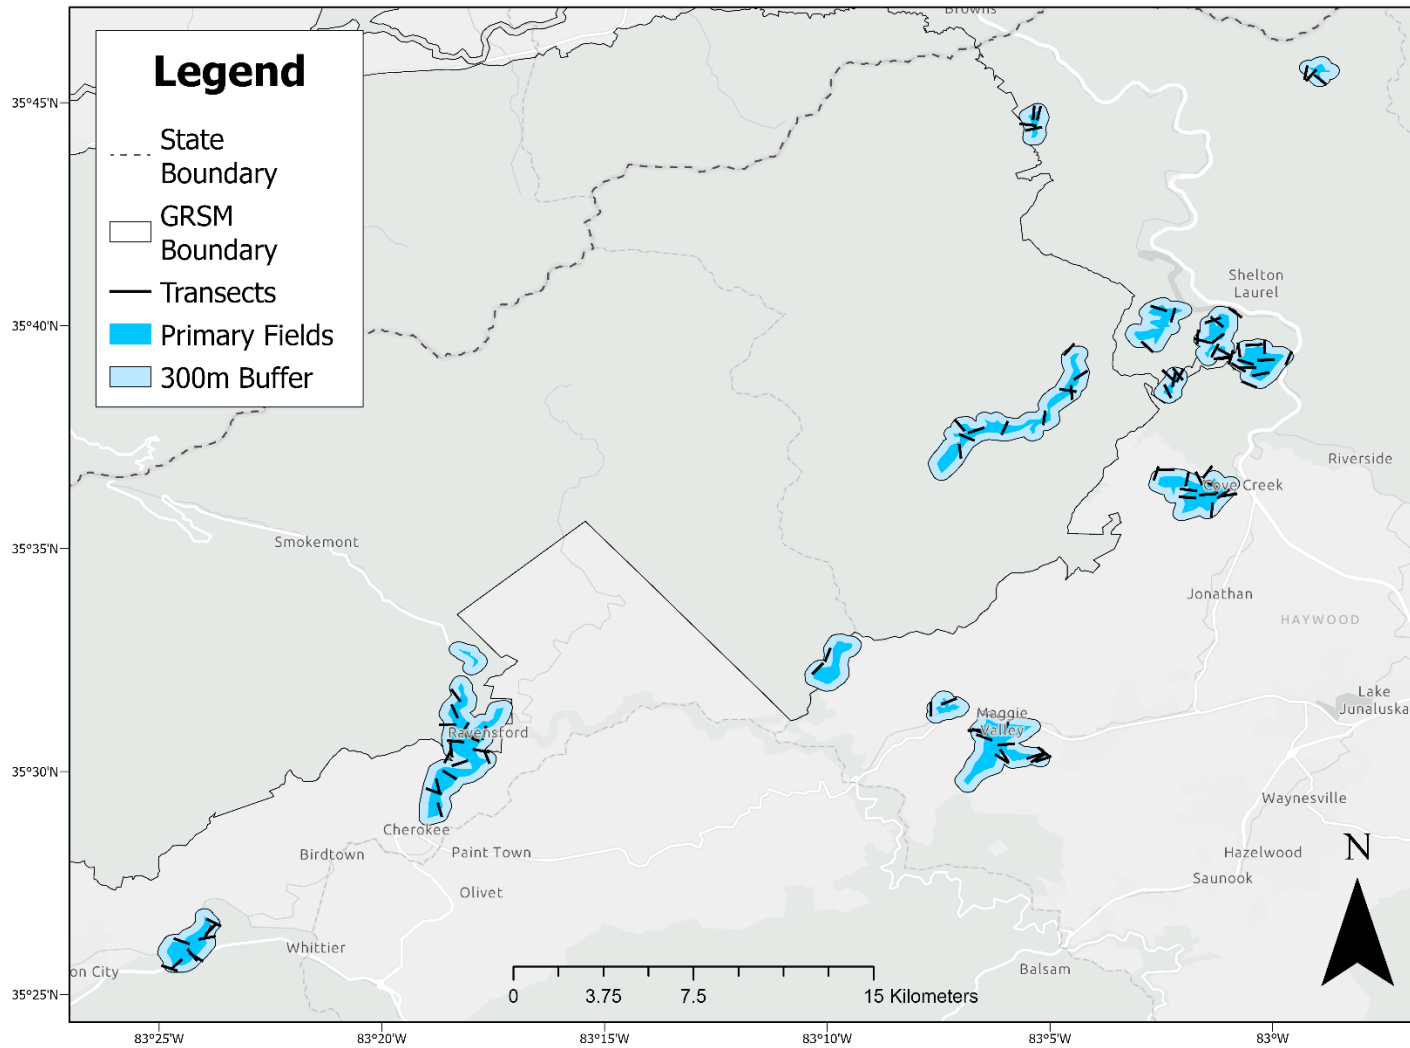 Browns
Legend
State
Boundary
GRSM
Boundary
Transects
Primary Fields
300m Buffer
35°45'N
Shelton
Laurel
35°40'N
Riverside
Cove Creek
35°35'N
Smokemont
Jonathan
HAYWOOD
Lake
Junaluska
Maggie
Valley
Ravensford
35°30'N
Waynesville
Cherokee
Birdtown
Paint Town
Hazelwood
N
Saunook
Olivet
Whittier
on City
Balsam
35°25'N
0 3.75 7.5 15 Kilometers
83°25'W 83°20'W 83°15'W 83°10'W 83°5'W 83°W